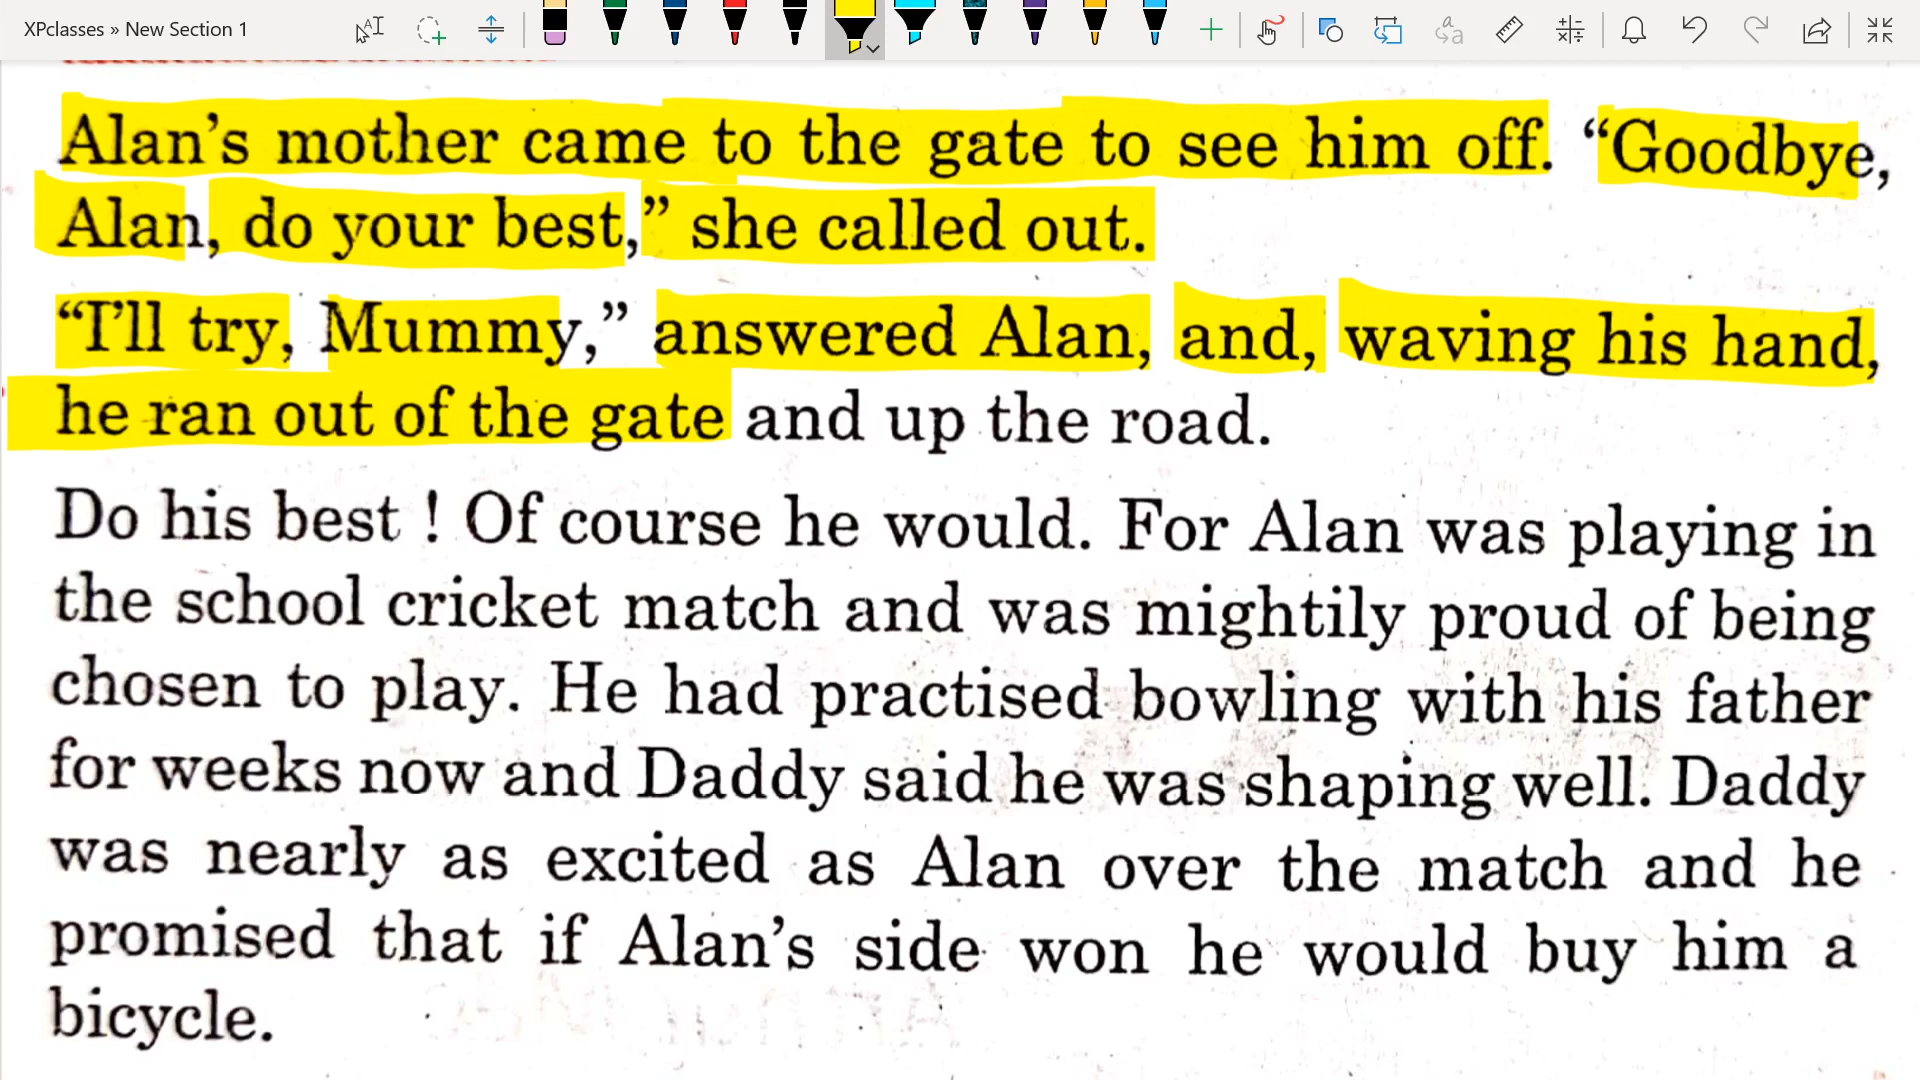 XPclasses » New Section 1
Alan’s mother came to the gate to see him off. “Goodbye,
Alan, do your best,” she called out.
“I’ll try, Mummy,” answered Alan, and, waving his hand,
he ran out of the gate and up the road.
Do his best ! Of course he would. For Alan was playing in
the school cricket match and was mightily proud of being
chosen to play. He had practised bowling with his father
for weeks now and Daddy said he was shaping well. Daddy
was nearly as excited as Alan over the match and he
promised that if Alan’s side won he would buy him a
bicycle.